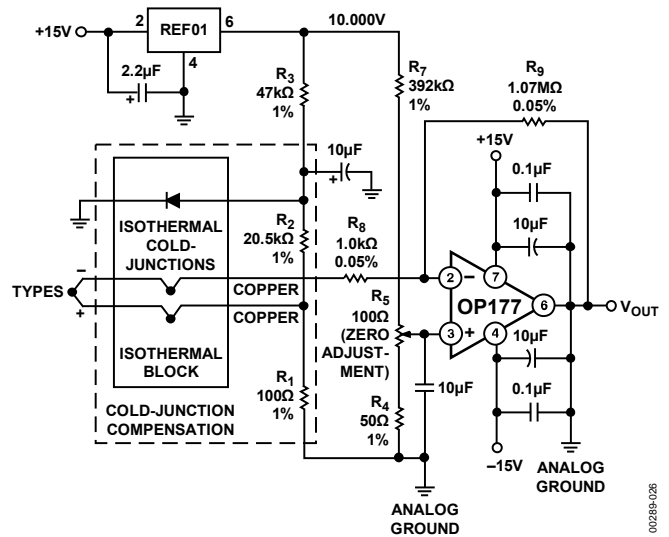 +15V
2
REF01
6
4
10.000V
2.2µF
+
R3
47kΩ
1%
R7
392kΩ
1%
R9
1.07MΩ
0.05%
+15V
0.1µF
10µF
10µF
+
ISOTHERMAL
COLD-
JUNCTIONS
R2
20.5kΩ
1%
R8
1.0kΩ
0.05%
–
TYPES
+
COPPER
COPPER
ISOTHERMAL
BLOCK
R5
100Ω
(ZERO
ADJUST-
MENT)
2
–
7
OP177
6
VOUT
3
+
4
10µF
10µF
0.1µF
R1
100Ω
1%
R4
50Ω
1%
COLD-JUNCTION
COMPENSATION
–15V
ANALOG
GROUND
ANALOG
GROUND
00289-026